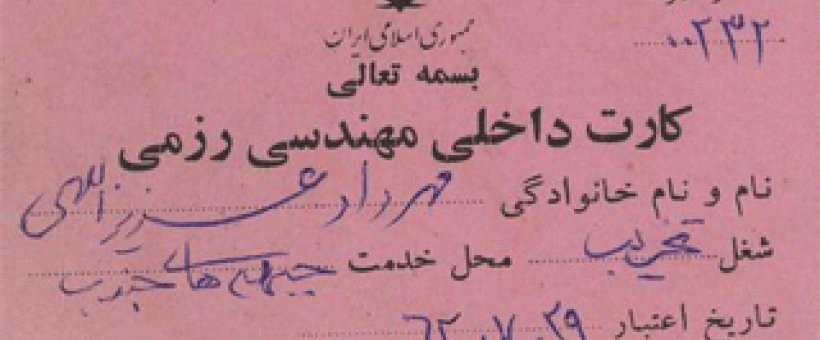 ۰۰۲۳۲
جمهوری اسلامی ایران
بسمه تعالی
کارت داخلی مهندسی رزمی
نام و نام خانوادگی مهرداد عزیزاللهی
شغل تخریب محل خدمت جبهه های جنوب
تاریخ اعتبار ۶۲.۷.۲۹